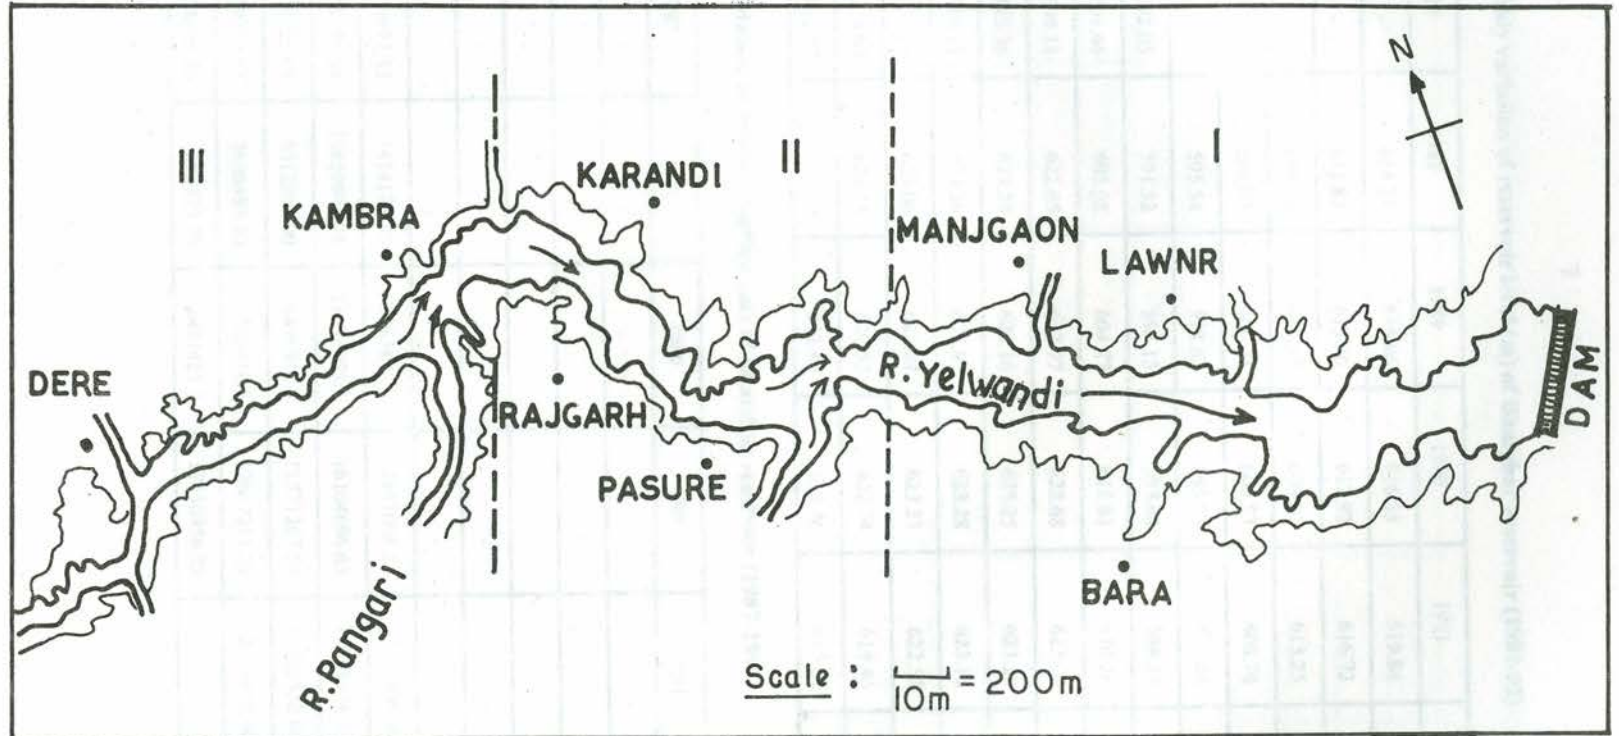 N
III
II
I
KARANDI
KAMBRA
MANJGAON
LAWNR
DERE
R. Yelwandi
RAJGARH
DAM
PASURE
BARA
R. Pangari
Scale : 10m = 200m